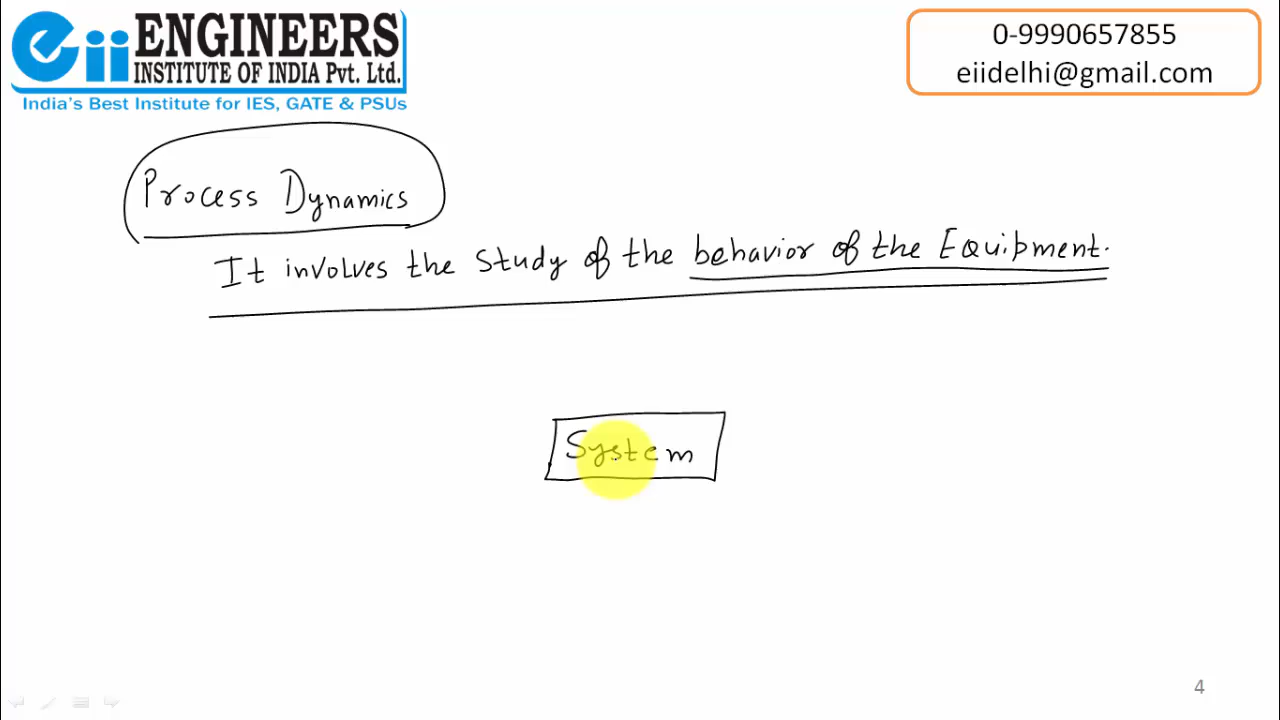 eii ENGINEERS
INSTITUTE OF INDIA Pvt. Ltd.
India's Best Institute for IES, GATE & PSUs
0-9990657855
eiidelhi@gmail.com
Process Dynamics
It involves the study of the behavior of the Equipment.
System
4